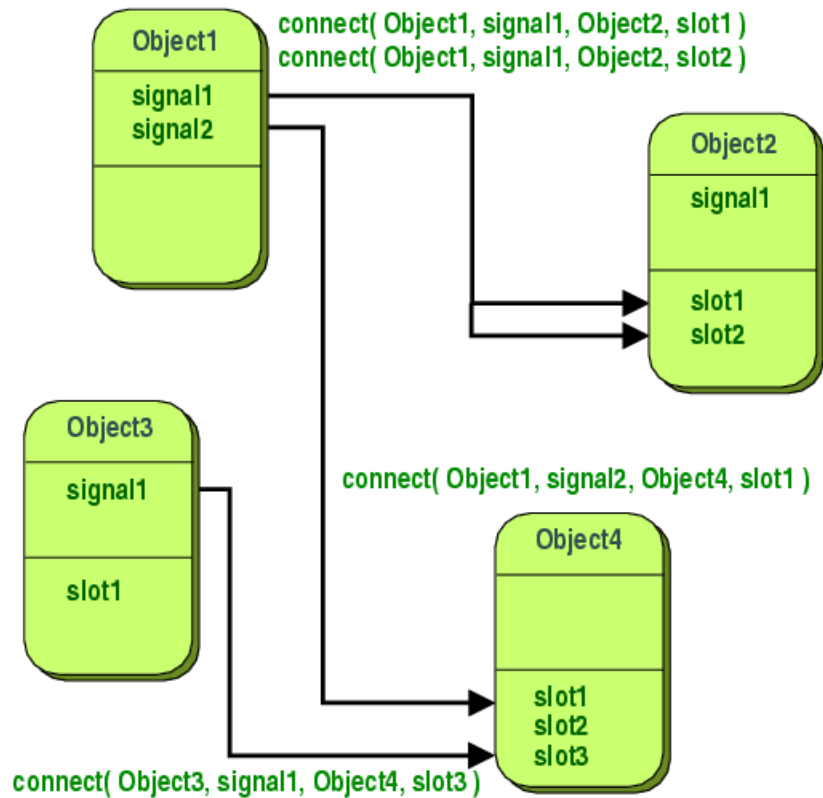 Object1
connect( Object1, signal1, Object2, slot1 )
connect( Object1, signal1, Object2, slot2 )
signal1
signal2
Object2
signal1
slot1
slot2
Object3
signal1
slot1
connect( Object1, signal2, Object4, slot1 )
Object4
slot1
slot2
slot3
connect( Object3, signal1, Object4, slot3 )